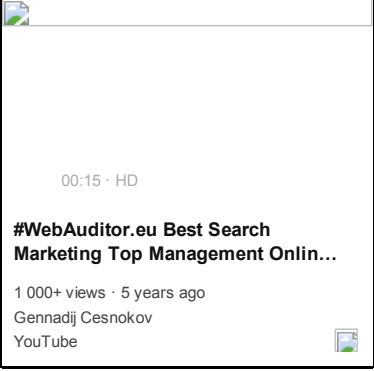 00:15 · HD
#WebAuditor.eu Best Search
Marketing Top Management Onlin...
1 000+ views · 5 years ago
Gennadij Cesnokov
YouTube